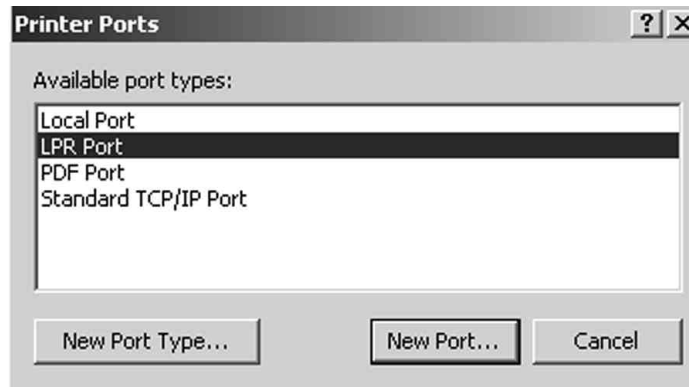 Printer Ports
Available port types:
Local Port
LPR Port
PDF Port
Standard TCP/IP Port
New Port Type... New Port... Cancel